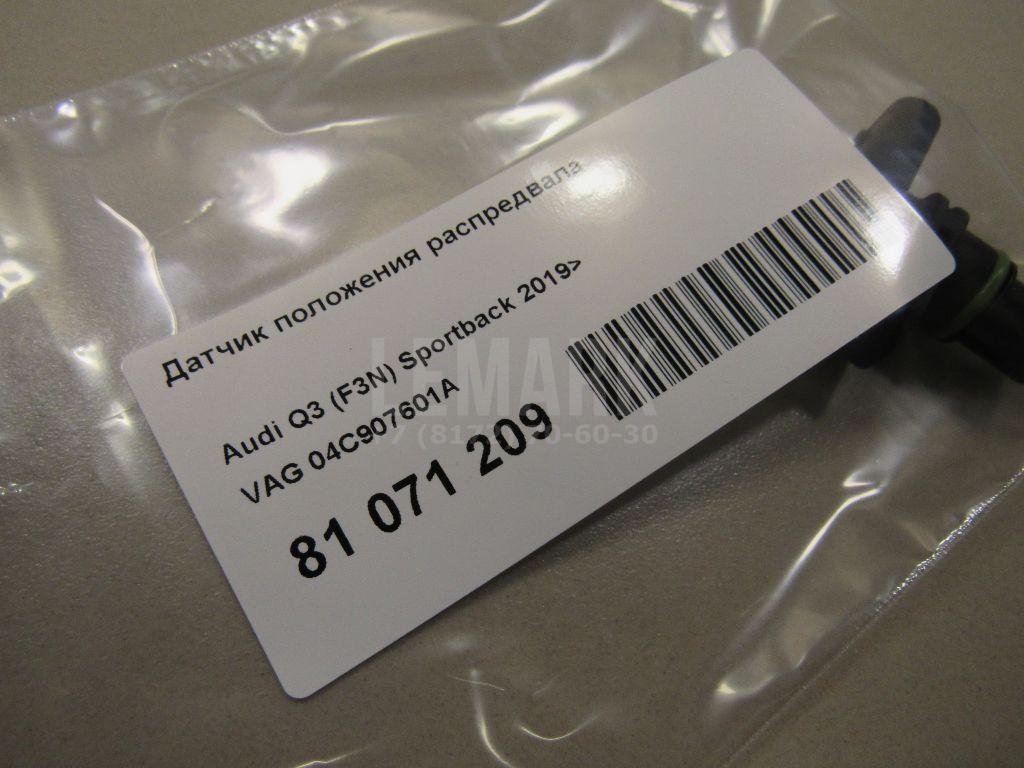 Датчик положения распредвала
Audi Q3 (F3N) Sportback 2019>
VAG 04C907601A
81 071 209